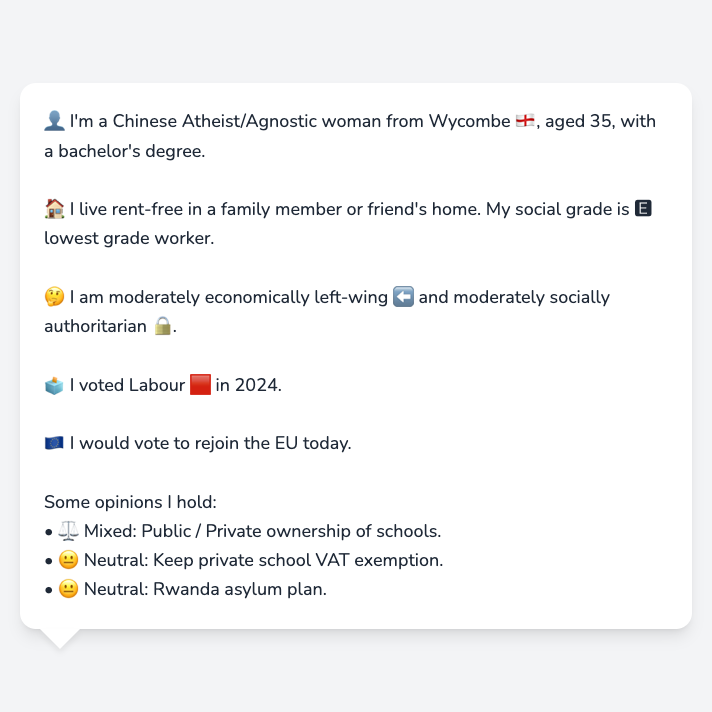 👤 I'm a Chinese Atheist/Agnostic woman from Wycombe 🏴󠁧󠁢󠁥󠁮󠁧󠁿, aged 35, with
a bachelor's degree.
🏠 I live rent-free in a family member or friend's home. My social grade is 🅴
lowest grade worker.
🤔 I am moderately economically left-wing ⬅️ and moderately socially
authoritarian 🔒.
🗳️ I voted Labour 🟥 in 2024.
🇪🇺 I would vote to rejoin the EU today.
Some opinions I hold:
• ⚖️ Mixed: Public / Private ownership of schools.
• 😐 Neutral: Keep private school VAT exemption.
• 😐 Neutral: Rwanda asylum plan.